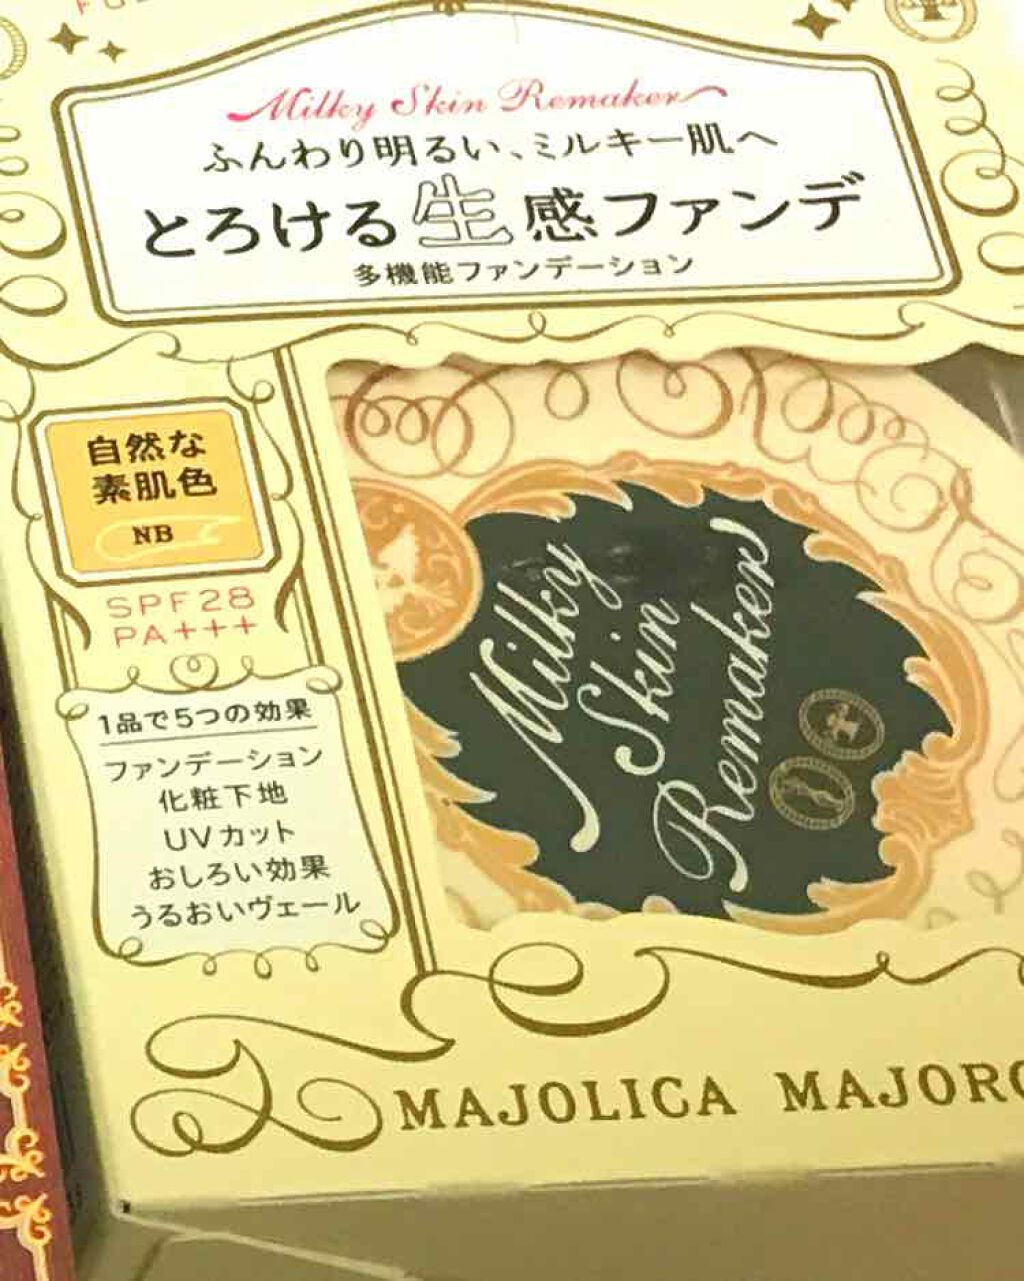 Milky Skin Remaker
ふんわり明るい、ミルキー肌へ
とろける生感ファンデ
多機能ファンデーション
自然な
素肌色
NB
SPF28
PA+++
1品で5つの効果
ファンデーション
化粧下地
UVカット
おしろい効果
うるおいヴェール
Milky
Skin
Remaker
MAJOLICA